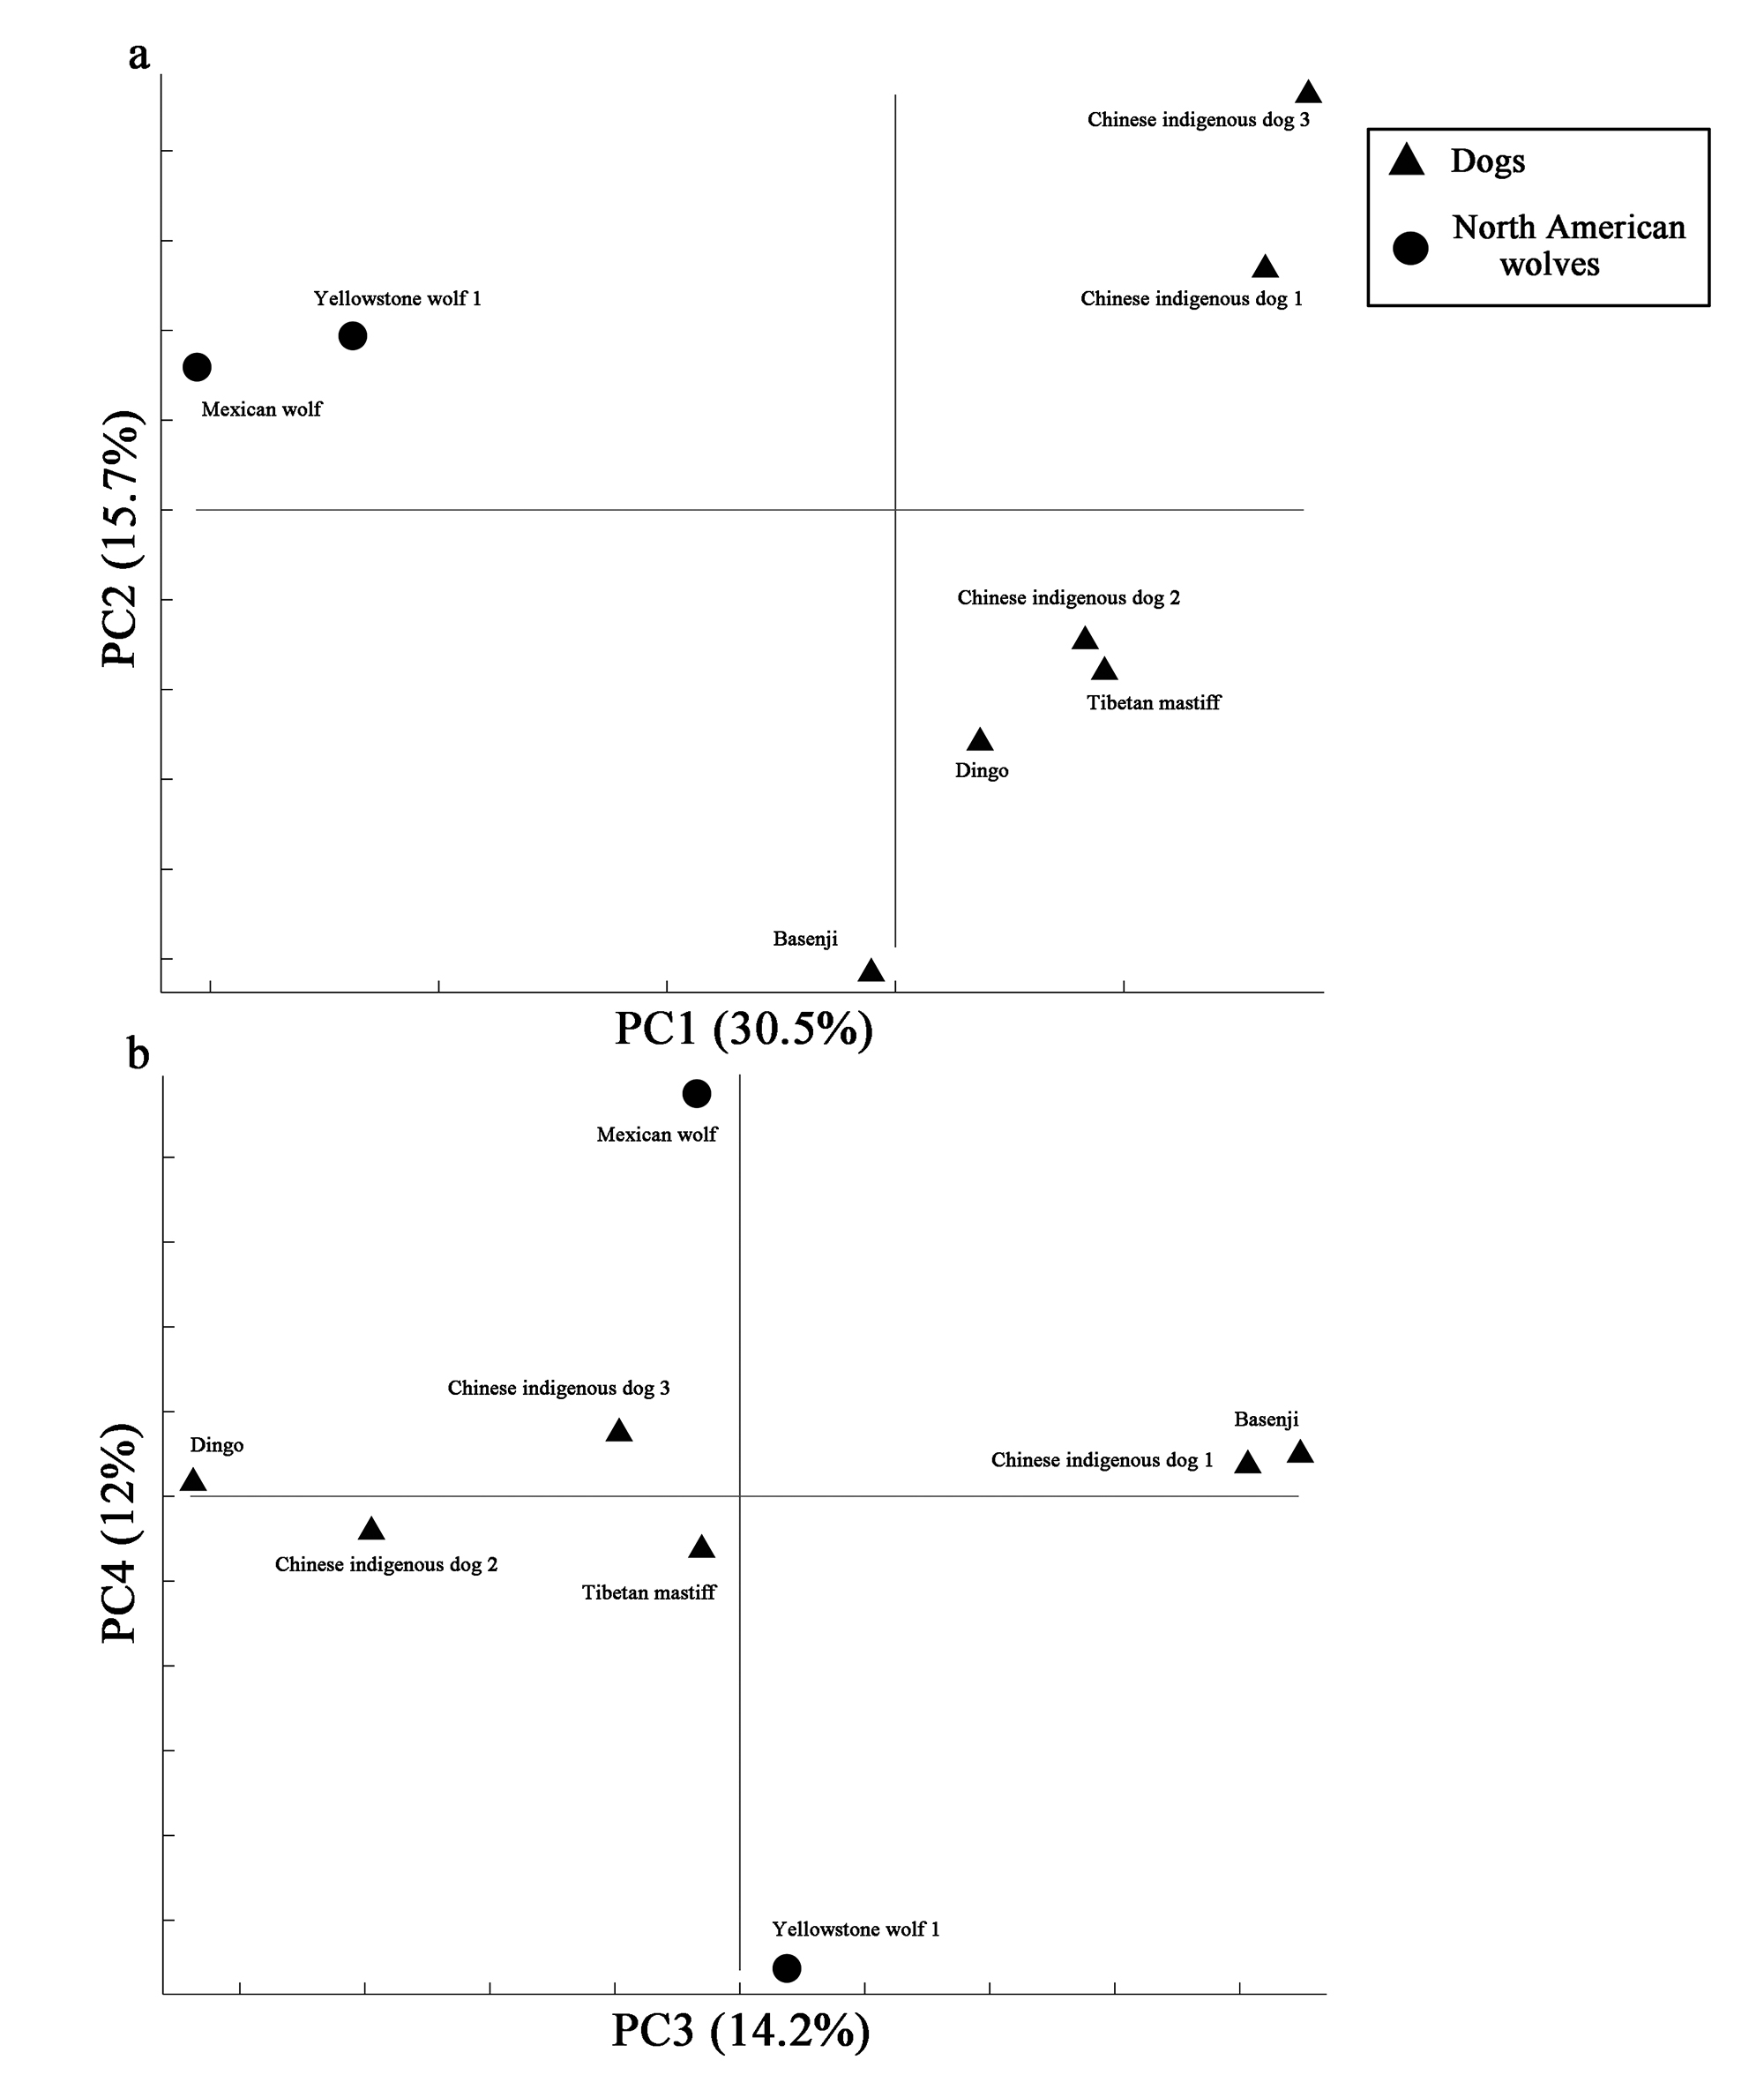 a
Chinese indigenous dog 3
Dogs
North American
wolves
Chinese indigenous dog 1
Yellowstone wolf 1
Mexican wolf
PC2 (15.7%)
Chinese indigenous dog 2
Tibetan mastiff
Dingo
Basenji
PC1 (30.5%)
b
Mexican wolf
Chinese indigenous dog 3
Basenji
Dingo
Chinese indigenous dog 1
PC4 (12%)
Chinese indigenous dog 2
Tibetan mastiff
Yellowstone wolf 1
PC3 (14.2%)